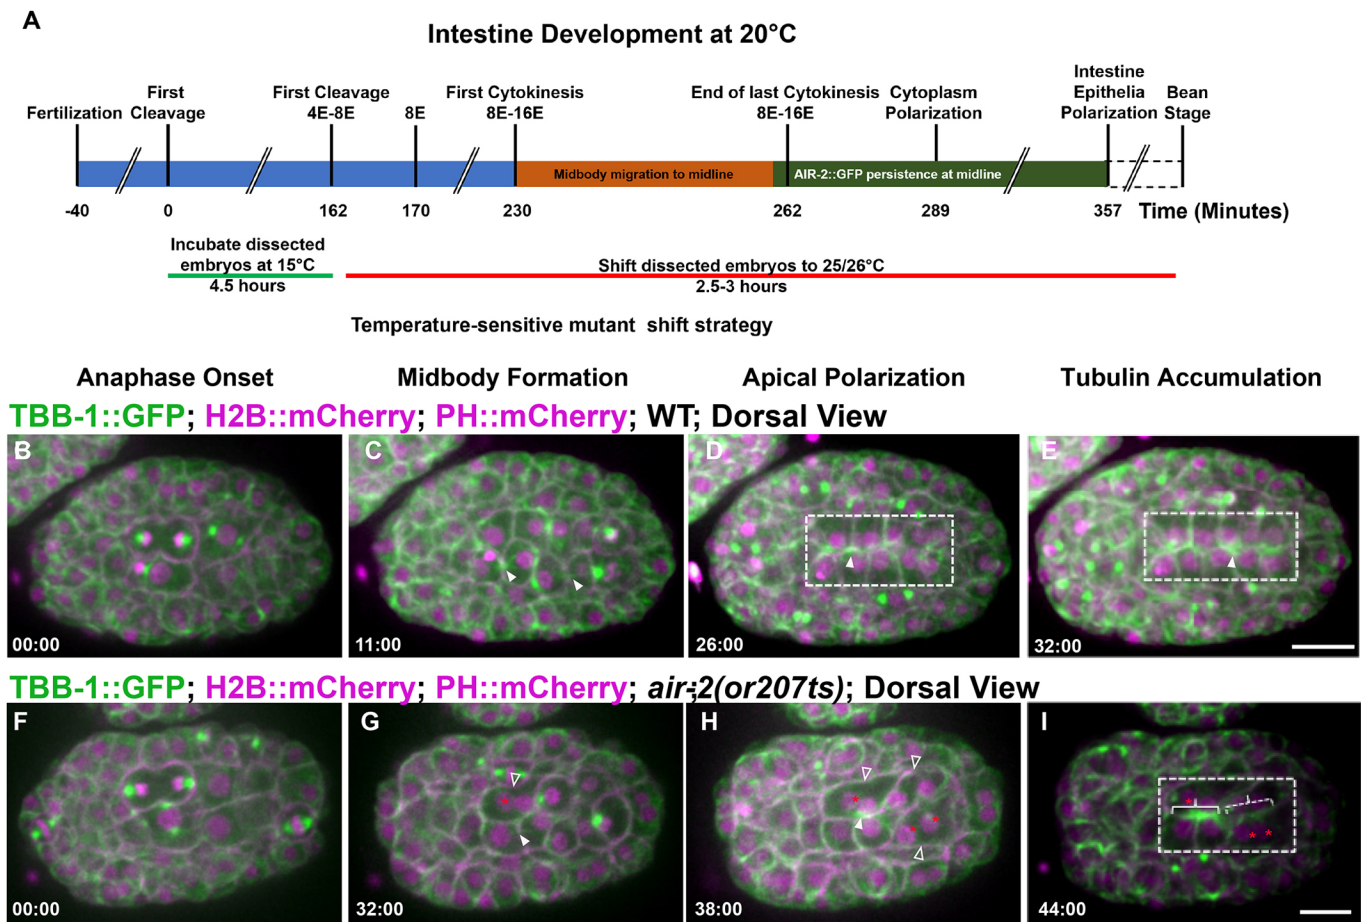 A
Intestine Development at 20°C
Fertilization
First
Cleavage
First Cleavage
4E-8E
8E
First Cytokinesis
8E-16E
End of last Cytokinesis
8E-16E
Cytoplasm
Polarization
Intestine
Epithelia
Polarization
Bean
Stage
Midbody migration to midline
AIR-2::GFP persistence at midline
-40
0
162
170
230
262
289
357
Time (Minutes)
Incubate dissected
embryos at 15°C
4.5 hours
Shift dissected embryos to 25/26°C
2.5-3 hours
Temperature-sensitive mutant shift strategy
Anaphase Onset
Midbody Formation
Apical Polarization
Tubulin Accumulation
TBB-1::GFP; H2B::mCherry; PH::mCherry; WT; Dorsal View
B
C
D
E
00:00
11:00
26:00
32:00
TBB-1::GFP; H2B::mCherry; PH::mCherry; air-2(or207ts); Dorsal View
F
G
H
I
00:00
32:00
38:00
44:00